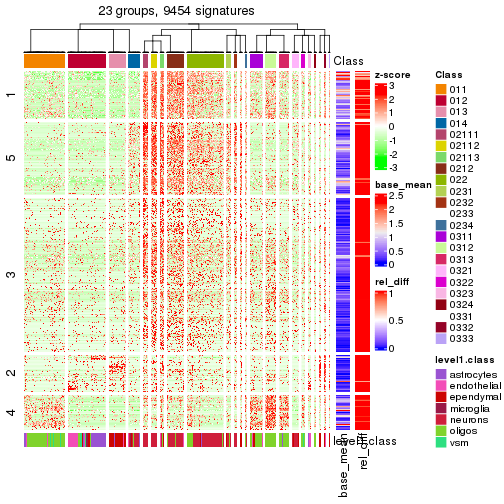 23 groups, 9454 signatures
Class
1
5
3
2
4
level1.class
base_mean
rel_diff
z-score
3
2
1
0
-1
-2
-3
base_mean
2.5
2
1.5
1
0.5
0
rel_diff
1
0.5
0
Class
011
012
013
014
02111
02112
02113
0212
022
0231
0232
0233
0234
0311
0312
0313
0321
0322
0323
0324
0331
0332
0333
level1.class
astrocytes
endothelial
ependymal
microglia
neurons
oligos
vsm